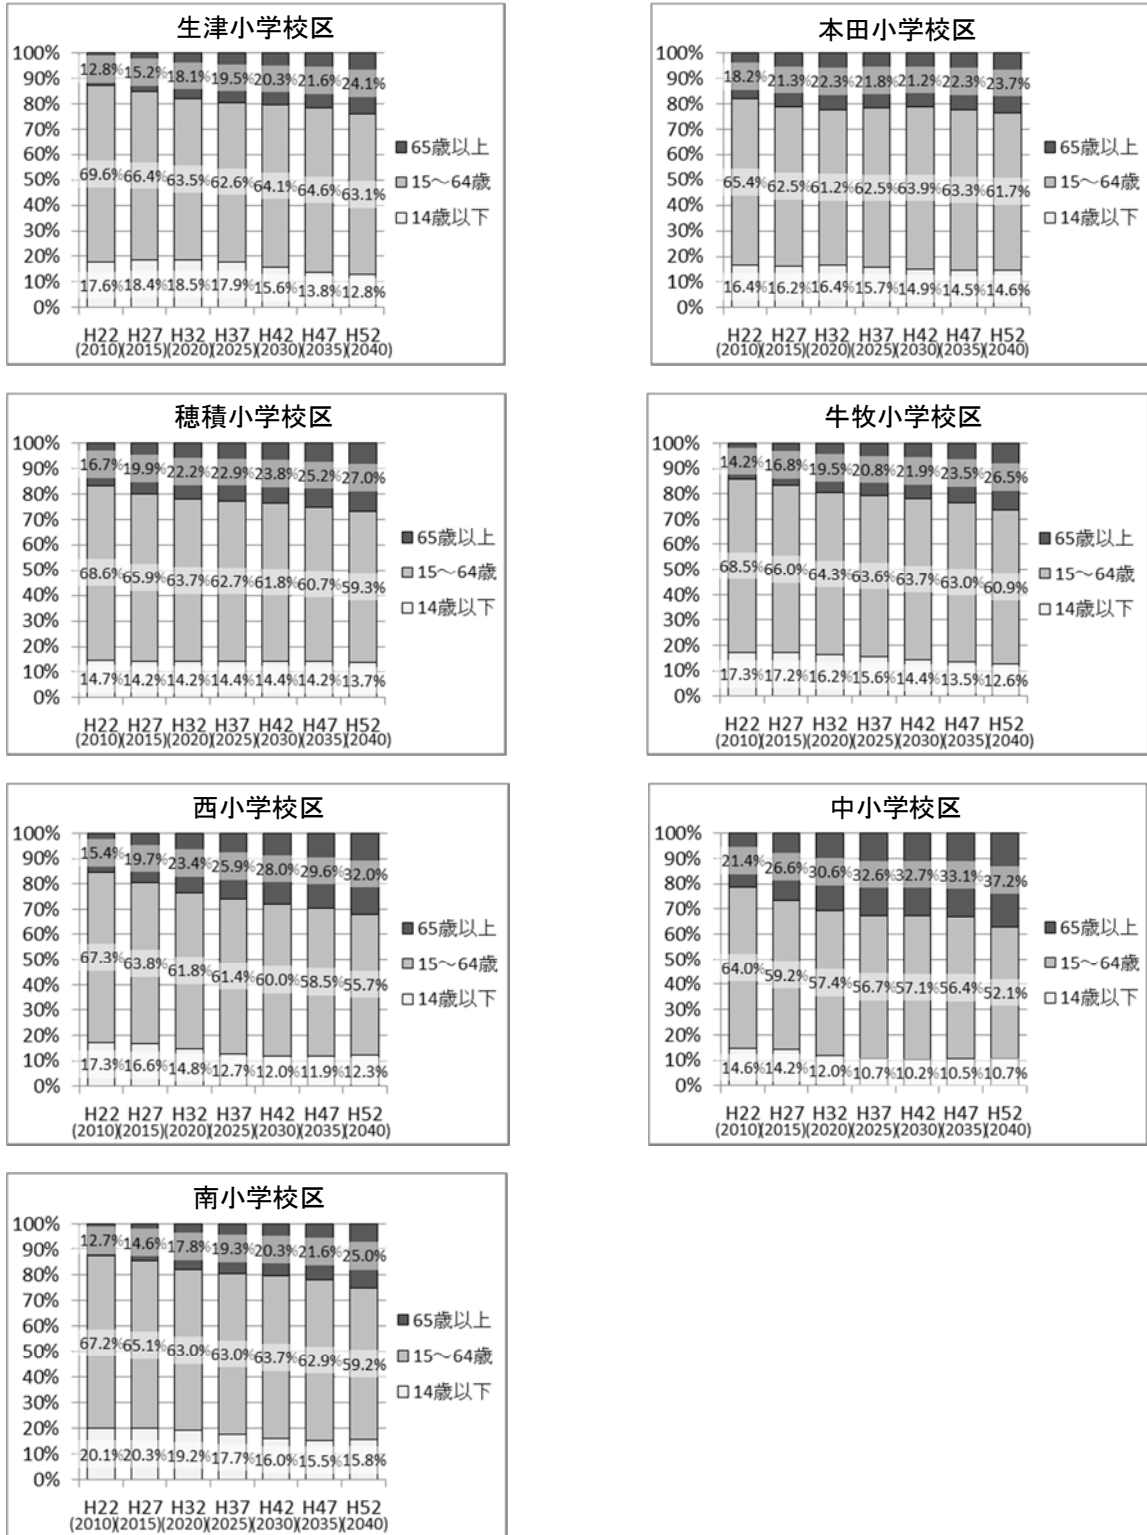 生津小学校区
100%
90%
80%
70%
60%
50%
40%
30%
20%
10%
0%
12.8% 15.2% 18.1% 19.5% 20.3% 21.6% 24.1%
69.6% 66.4% 63.5% 62.6% 64.1% 64.6% 63.1%
17.6% 18.4% 18.5% 17.9% 15.6% 13.8% 12.8%
65歳以上
15～64歳
14歳以下
H22 H27 H32 H37 H42 H47 H52
(2010)(2015)(2020)(2025)(2030)(2035)(2040)
本田小学校区
100%
90%
80%
70%
60%
50%
40%
30%
20%
10%
0%
18.2% 21.3% 22.3% 21.8% 21.2% 22.3% 23.7%
65.4% 62.5% 61.2% 62.5% 63.9% 63.3% 61.7%
16.4% 16.2% 16.4% 15.7% 14.9% 14.5% 14.6%
65歳以上
15～64歳
14歳以下
H22 H27 H32 H37 H42 H47 H52
(2010)(2015)(2020)(2025)(2030)(2035)(2040)
穂積小学校区
100%
90%
80%
70%
60%
50%
40%
30%
20%
10%
0%
16.7% 19.9% 22.2% 22.9% 23.8% 25.2% 27.0%
68.6% 65.9% 63.7% 62.7% 61.8% 60.7% 59.3%
14.7% 14.2% 14.2% 14.4% 14.4% 14.2% 13.7%
65歳以上
15～64歳
14歳以下
H22 H27 H32 H37 H42 H47 H52
(2010)(2015)(2020)(2025)(2030)(2035)(2040)
牛牧小学校区
100%
90%
80%
70%
60%
50%
40%
30%
20%
10%
0%
14.2% 16.8% 19.5% 20.8% 21.9% 23.5% 26.5%
68.5% 66.0% 64.3% 63.6% 63.7% 63.0% 60.9%
17.3% 17.2% 16.2% 15.6% 14.4% 13.5% 12.6%
65歳以上
15～64歳
14歳以下
H22 H27 H32 H37 H42 H47 H52
(2010)(2015)(2020)(2025)(2030)(2035)(2040)
西小学校区
100%
90%
80%
70%
60%
50%
40%
30%
20%
10%
0%
15.4% 19.7% 23.4% 25.9% 28.0% 29.6% 32.0%
67.3% 63.8% 61.8% 61.4% 60.0% 58.5% 55.7%
17.3% 16.6% 14.8% 12.7% 12.0% 11.9% 12.3%
65歳以上
15～64歳
14歳以下
H22 H27 H32 H37 H42 H47 H52
(2010)(2015)(2020)(2025)(2030)(2035)(2040)
中小学校区
100%
90%
80%
70%
60%
50%
40%
30%
20%
10%
0%
21.4% 26.6% 30.6% 32.6% 32.7% 33.1% 37.2%
64.0% 59.2% 57.4% 56.7% 57.1% 56.4% 52.1%
14.6% 14.2% 12.0% 10.7% 10.2% 10.5% 10.7%
65歳以上
15～64歳
14歳以下
H22 H27 H32 H37 H42 H47 H52
(2010)(2015)(2020)(2025)(2030)(2035)(2040)
南小学校区
100%
90%
80%
70%
60%
50%
40%
30%
20%
10%
0%
12.7% 14.6% 17.8% 19.3% 20.3% 21.6% 25.0%
67.2% 65.1% 63.0% 63.0% 63.7% 62.9% 59.2%
20.1% 20.3% 19.2% 17.7% 16.0% 15.5% 15.8%
65歳以上
15～64歳
14歳以下
H22 H27 H32 H37 H42 H47 H52
(2010)(2015)(2020)(2025)(2030)(2035)(2040)